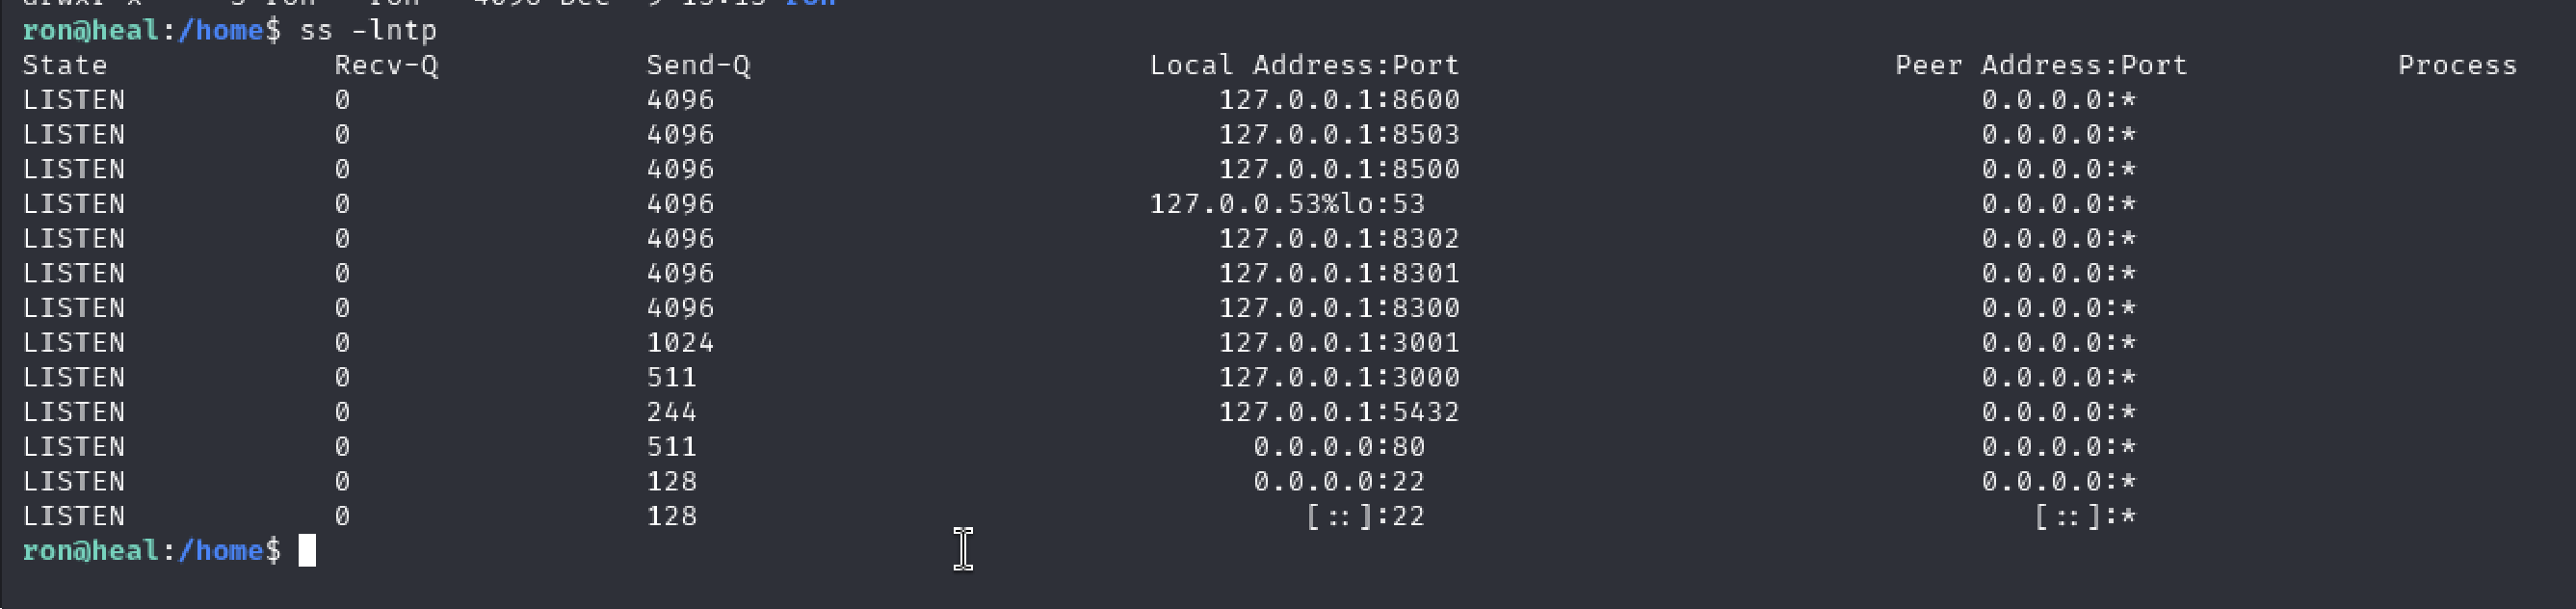 ron@heal:/home$ ss -lntp
State Recv-Q Send-Q Local Address:Port Peer Address:Port Process
LISTEN 0 4096 127.0.0.1:8600 0.0.0.0:*
LISTEN 0 4096 127.0.0.1:8503 0.0.0.0:*
LISTEN 0 4096 127.0.0.1:8500 0.0.0.0:*
LISTEN 0 4096 127.0.0.53%lo:53 0.0.0.0:*
LISTEN 0 4096 127.0.0.1:8302 0.0.0.0:*
LISTEN 0 4096 127.0.0.1:8301 0.0.0.0:*
LISTEN 0 4096 127.0.0.1:8300 0.0.0.0:*
LISTEN 0 1024 127.0.0.1:3001 0.0.0.0:*
LISTEN 0 511 127.0.0.1:3000 0.0.0.0:*
LISTEN 0 244 127.0.0.1:5432 0.0.0.0:*
LISTEN 0 511 0.0.0.0:80 0.0.0.0:*
LISTEN 0 128 0.0.0.0:22 0.0.0.0:*
LISTEN 0 128 [::]:22 [::]:*
ron@heal:/home$